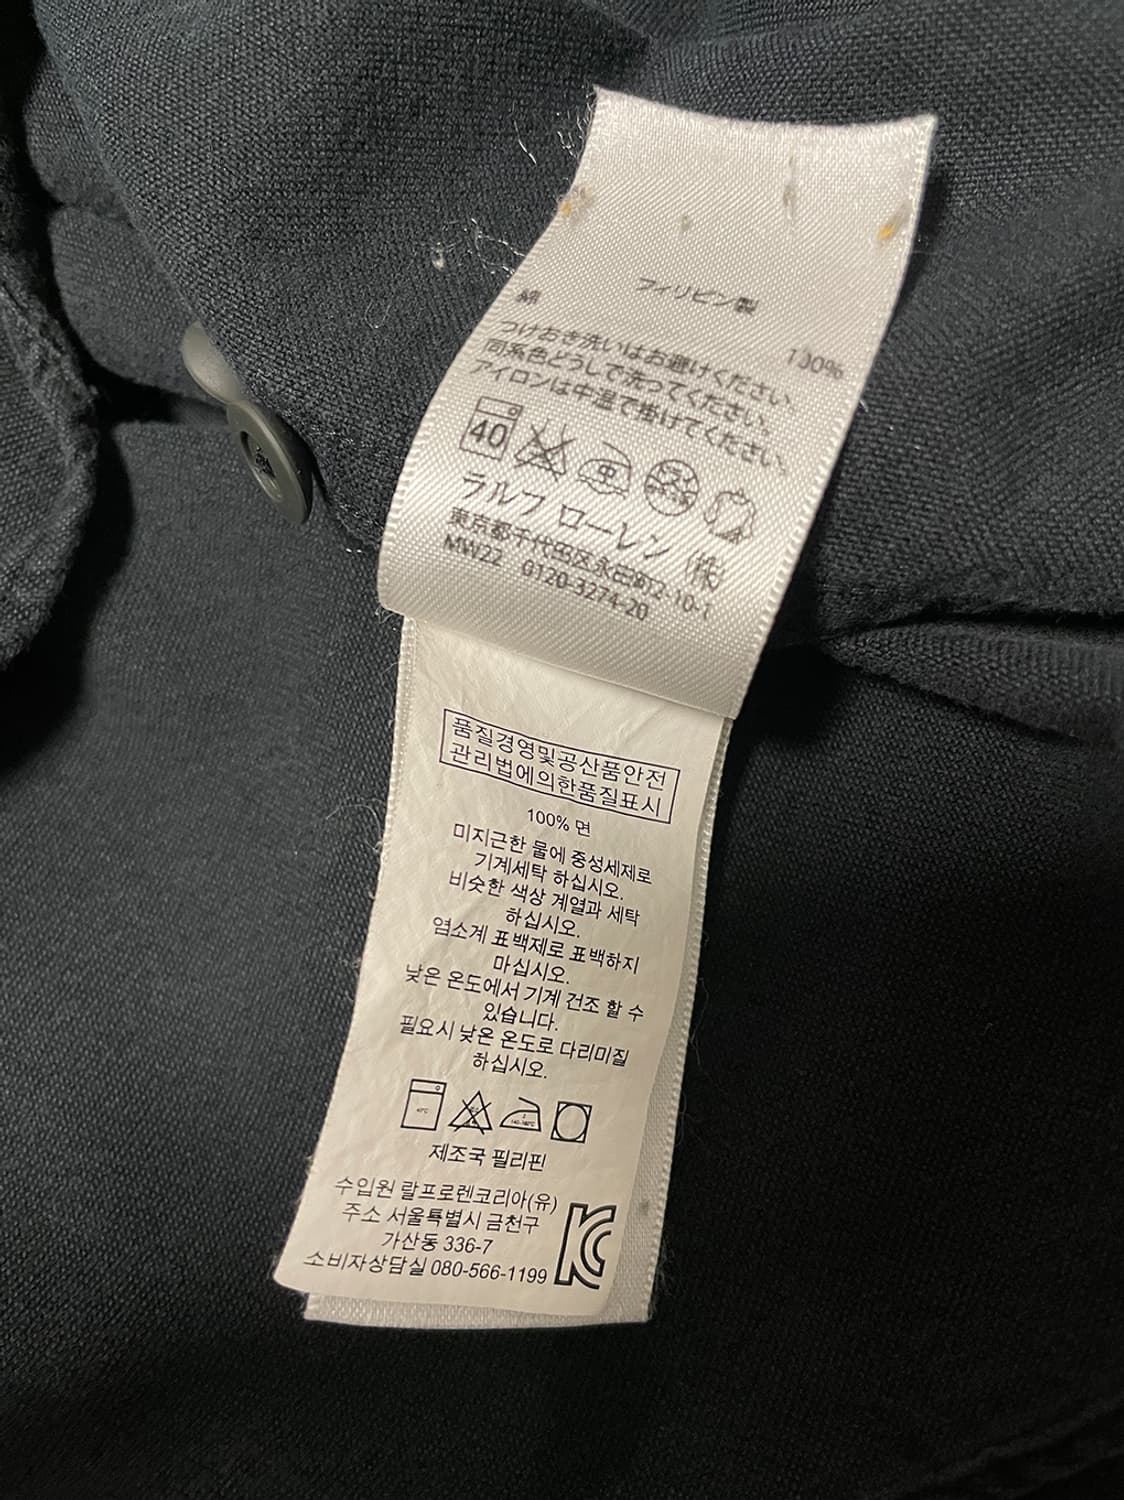 フィリピン製
綿 100%
つけおき洗いはお避けください。
同系色どうしで洗ってください。
アイロンは中温で掛けてください。
40 中
ラルフ ローレン (株)
東京都千代田区永田町2-10-1
MW22 0120-3274-20
품질경영및공산품안전
관리법에의한품질표시
100% 면
미지근한 물에 중성세제로
기계세탁 하십시오.
비슷한 색상 계열과 세탁
하십시오.
염소계 표백제로 표백하지
마십시오.
낮은 온도에서 기계 건조 할 수
있습니다.
필요시 낮은 온도로 다리미질
하십시오.
제조국 필리핀
수입원 랄프로렌코리아(유)
주소 서울특별시 금천구
가산동 336-7
소비자상담실 080-566-1199